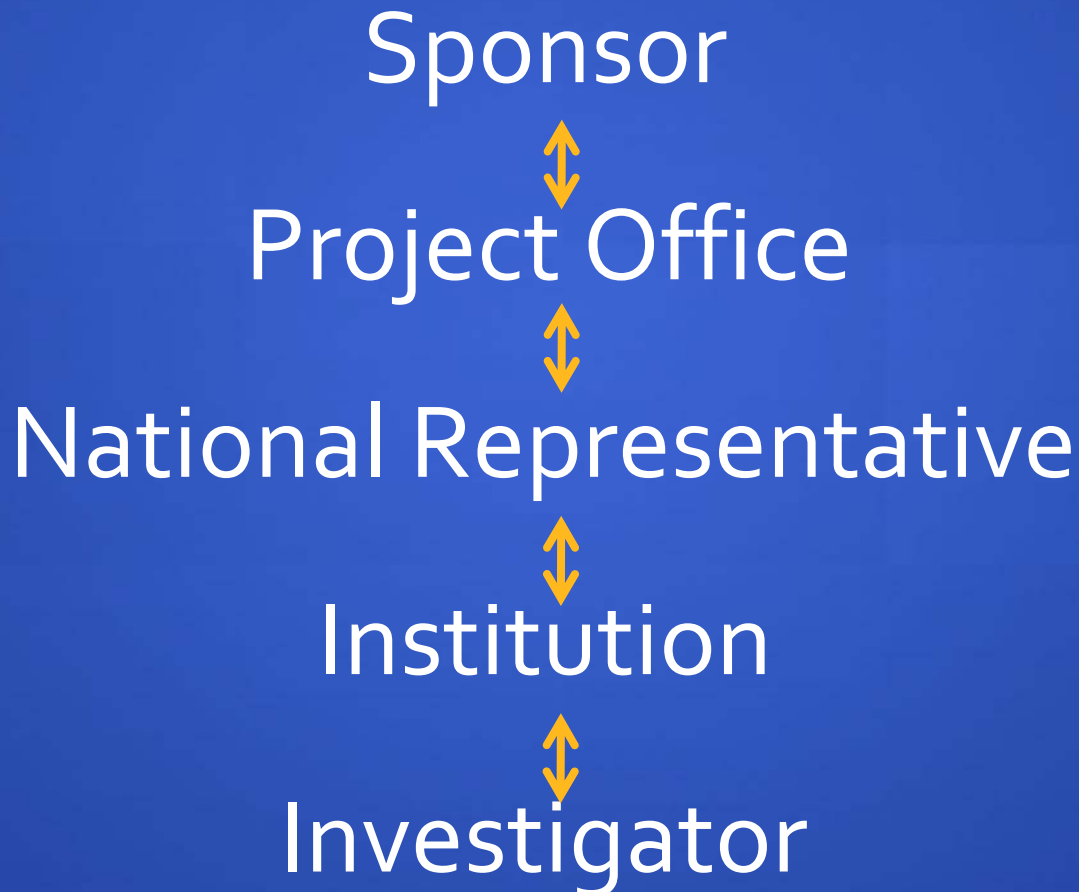 Sponsor
Project Office
National Representative
Institution
Investigator